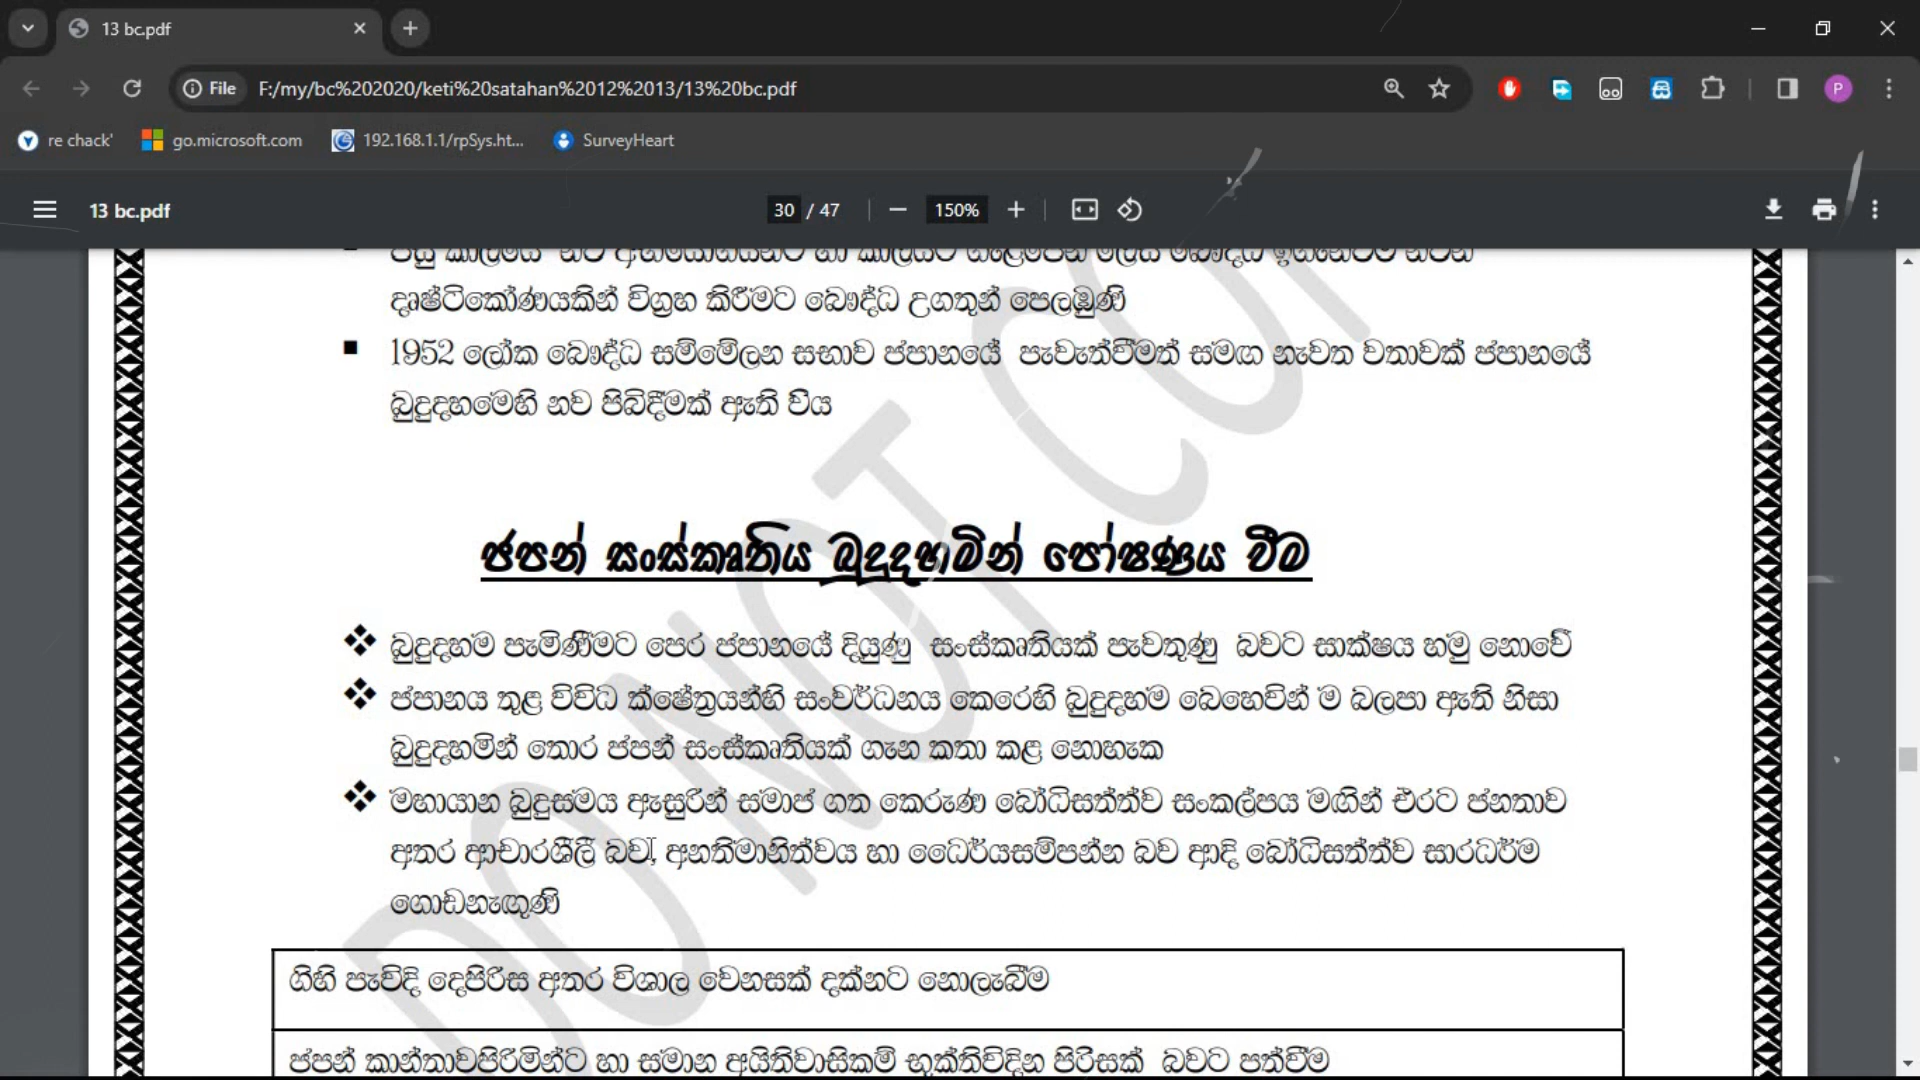 13 bc.pdf
File F:/my/bc%202020/keti%20satahan%2012%2013/13%20bc.pdf
P
re chack' go.microsoft.com 192.168.1.1/rpSys.ht... SurveyHeart
13 bc.pdf 30 / 47 150%
දෘෂ්ටිකෝණයකින් විග්‍රහ කිරීමට බෞද්ධ උගතුන් පෙලඹුණි
1952 ලෝක බෞද්ධ සම්මේලන සභාව ජපානයේ පැවැත්වීමත් සමඟ නැවත වතාවක් ජපානයේ
බුදුදහමෙහි නව පිබිදීමක් ඇති විය
ජපන් සංස්කෘතිය බුදුදහමින් පෝෂණය වීම
බුදුදහම පැමිණීමට පෙර ජපානයේ දියුණු සංස්කෘතියක් පැවතුණු බවට සාක්ෂය හමු නොවේ
ජපානය තුළ විවිධ ක්ෂේත්‍රයන්හි සංවර්ධනය කෙරෙහි බුදුදහම බෙහෙවින් ම බලපා ඇති නිසා
බුදුදහමින් තොර ජපන් සංස්කෘතියක් ගැන කතා කළ නොහැක
මහායාන බුදුසමය ඇසුරින් සමාජ ගත කෙරුණ බෝධිසත්ත්ව සංකල්පය මඟින් එරට ජනතාව
අතර ආචාරශීලී බව, අනතිමානිත්වය හා ධෛර්යසම්පන්න බව ආදි බෝධිසත්ත්ව සාරධර්ම
ගොඩනැඟුණි
ගිහි පැවිදි දෙපිරිස අතර විශාල වෙනසක් දක්නට නොලැබීම
ජපන් කාන්තාවපිරිමින්ට හා සමාන අයිතිවාසිකම් භුක්තිවිදින පිරිසක් බවට පත්වීම
DO NOT COP